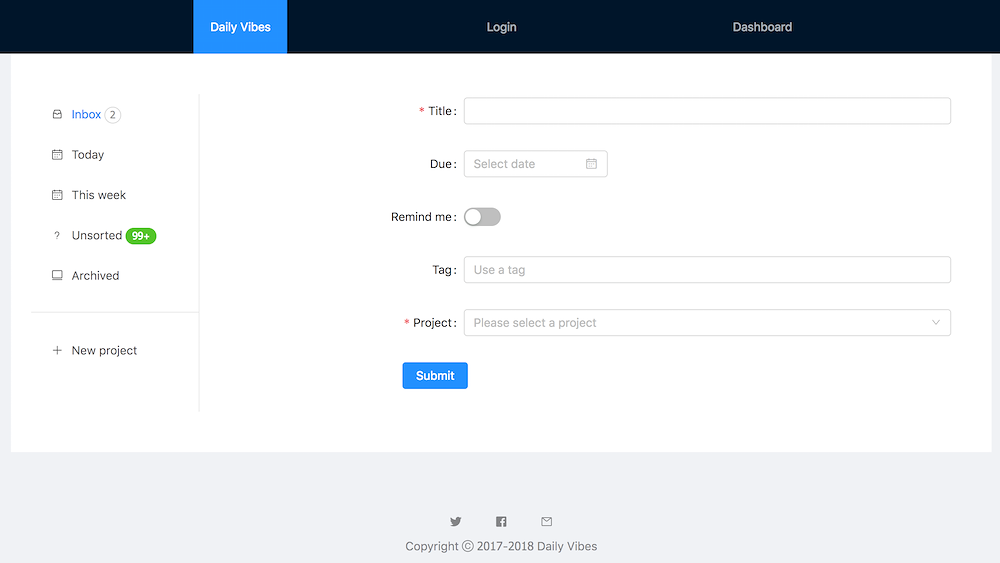 Daily Vibes Login Dashboard
Inbox 2
Today
This week
? Unsorted 99+
Archived
+ New project
* Title:
Due: Select date
Remind me:
Tag: Use a tag
* Project: Please select a project
Submit
Copyright © 2017-2018 Daily Vibes